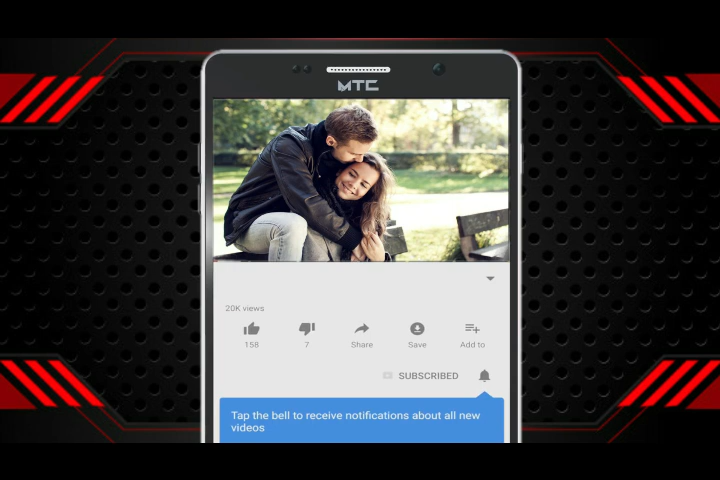 MTC
20K views
158
7
Share
Save
Add to
SUBSCRIBED
Tap the bell to receive notifications about all new
videos